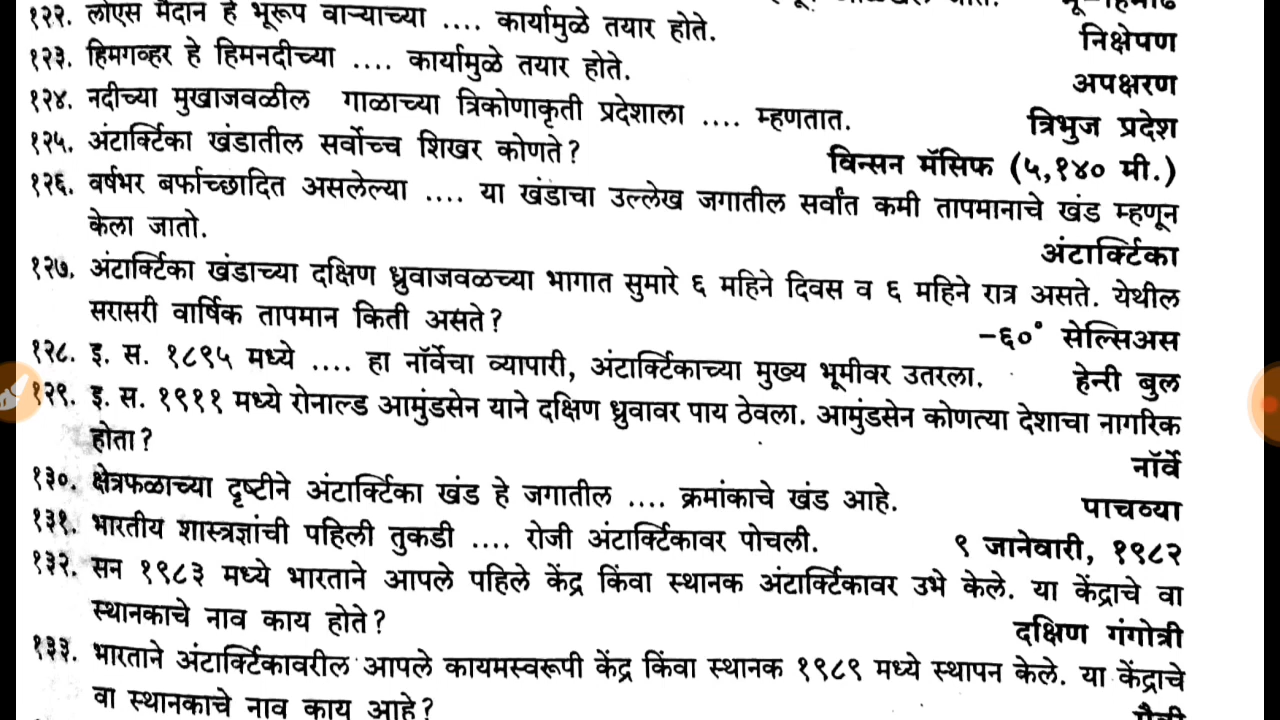 १२२. लोएस मैदान हे भूरूप वाऱ्याच्या .... कार्यामुळे तयार होते.
निक्षेपण
१२३. हिमगव्हर हे हिमनदीच्या .... कार्यामुळे तयार होते.
अपक्षरण
१२४. नदीच्या मुखाजवळील गाळाच्या त्रिकोणाकृती प्रदेशाला .... म्हणतात.
त्रिभुज प्रदेश
१२५. अंटार्क्टिका खंडातील सर्वोच्च शिखर कोणते?
विन्सन मॅसिफ (५,१४० मी.)
१२६. वर्षभर बर्फाच्छादित असलेल्या .... या खंडाचा उल्लेख जगातील सर्वांत कमी तापमानाचे खंड म्हणून
केला जातो.
अंटार्क्टिका
१२७. अंटार्क्टिका खंडाच्या दक्षिण ध्रुवाजवळच्या भागात सुमारे ६ महिने दिवस व ६ महिने रात्र असते. येथील
सरासरी वार्षिक तापमान किती असते?
-६०° सेल्सिअस
१२८. इ. स. १८९५ मध्ये .... हा नॉर्वेचा व्यापारी, अंटार्क्टिकाच्या मुख्य भूमीवर उतरला.
हेन्री बुल
१२९. इ. स. १९११ मध्ये रोनाल्ड आमुंडसेन याने दक्षिण ध्रुवावर पाय ठेवला. आमुंडसेन कोणत्या देशाचा नागरिक
होता?
नॉर्वे
१३०. क्षेत्रफळाच्या दृष्टीने अंटार्क्टिका खंड हे जगातील .... क्रमांकाचे खंड आहे.
पाचव्या
१३१. भारतीय शास्त्रज्ञांची पहिली तुकडी .... रोजी अंटार्क्टिकावर पोचली.
९ जानेवारी, १९८२
१३२. सन १९८३ मध्ये भारताने आपले पहिले केंद्र किंवा स्थानक अंटार्क्टिकावर उभे केले. या केंद्राचे वा
स्थानकाचे नाव काय होते?
दक्षिण गंगोत्री
१३३. भारताने अंटार्क्टिकावरील आपले कायमस्वरूपी केंद्र किंवा स्थानक १९८९ मध्ये स्थापन केले. या केंद्राचे
वा स्थानकाचे नाव काय आहे?